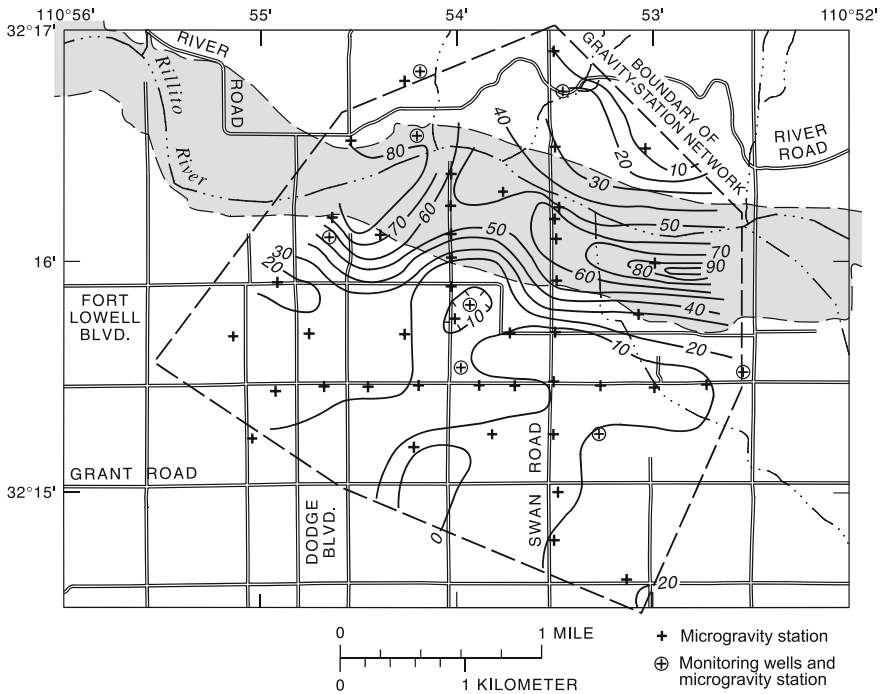 110°56' 55' 54' 53' 110°52'
32°17'
RIVER
ROAD
Rillito
River
BOUNDARY OF
GRAVITY-STATION NETWORK
RIVER
ROAD
40
20
10
30
80
70
60
50
50
70
80
90
60
40
30
20
16'
FORT
LOWELL
BLVD.
10
20
10
GRANT ROAD
32°15'
DODGE
BLVD.
SWAN ROAD
0
20
0 1 MILE
0 1 KILOMETER
Microgravity station
Monitoring wells and
microgravity station